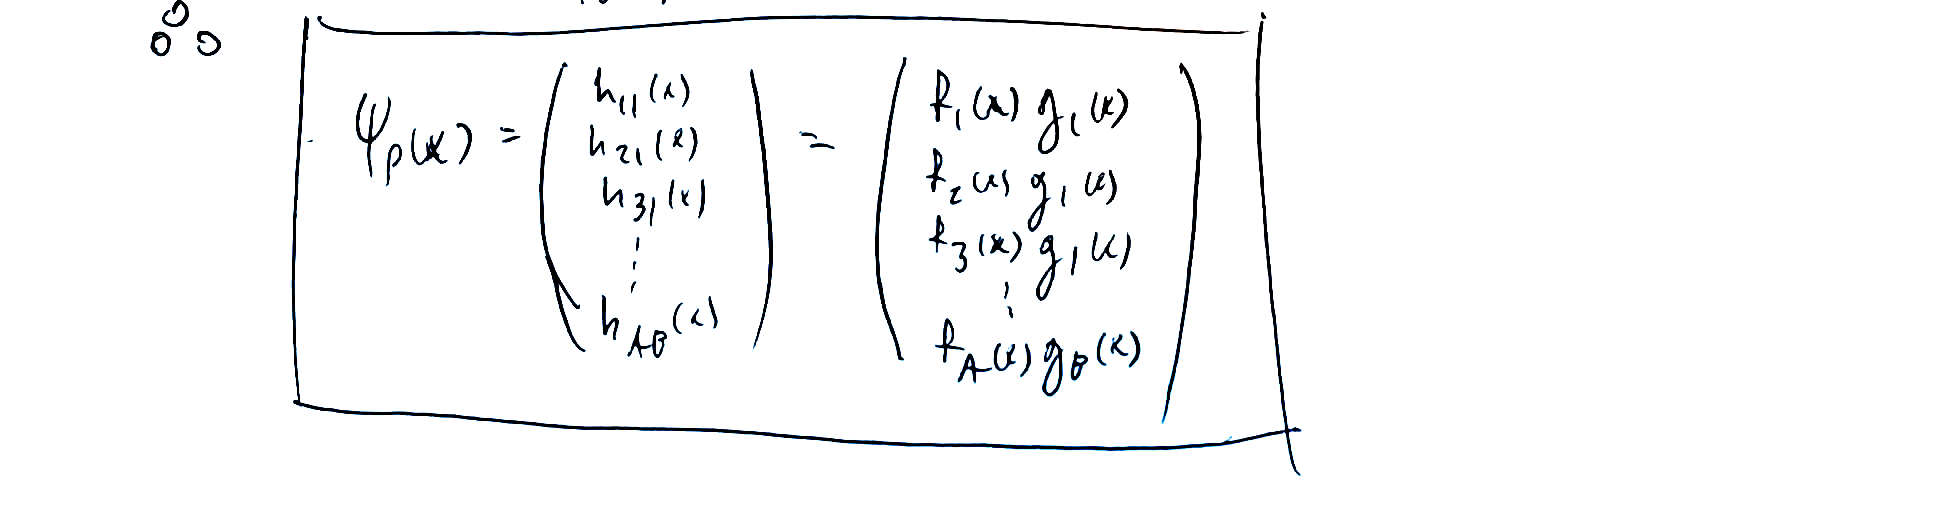 ∴
ψ_p(x) = ( h_11(x) h_21(x) h_31(x) ⋮ h_AB(x) ) = ( f_1(x) g_1(x) f_2(x) g_1(x) f_3(x) g_1(x) ⋮ f_A(x) g_B(x) )